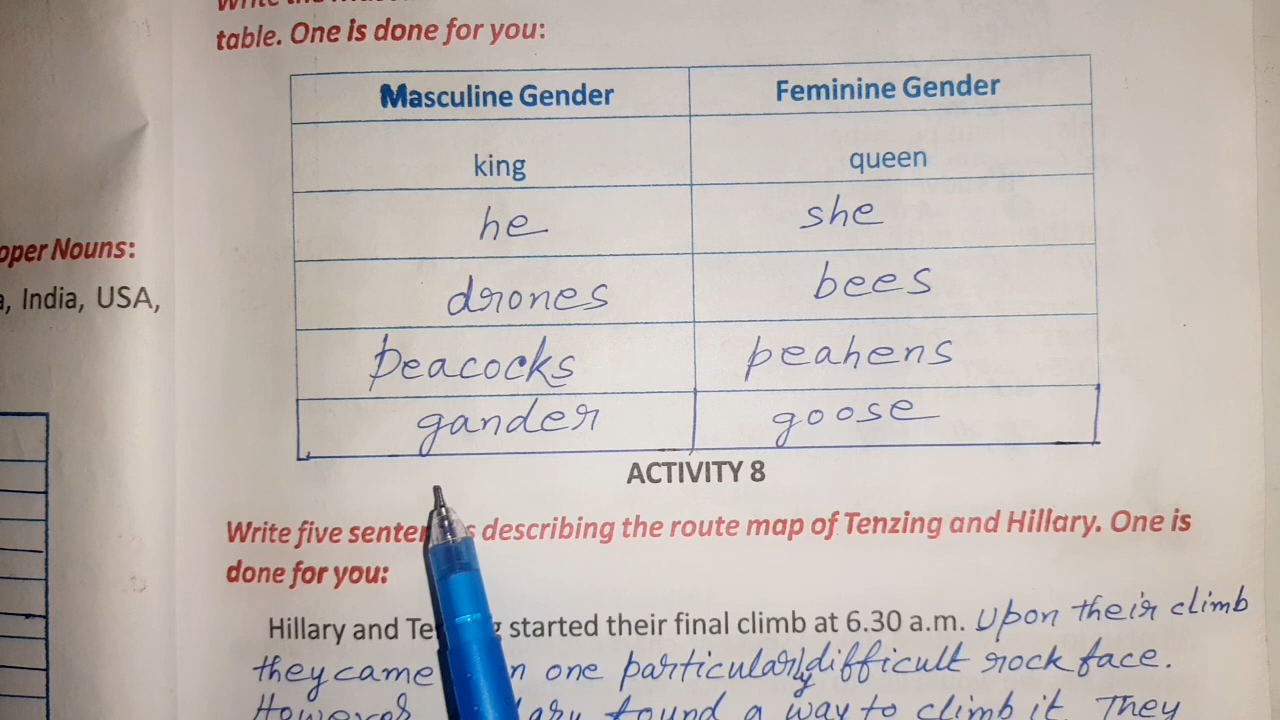 table. One is done for you:
Masculine Gender Feminine Gender
king queen
he she
drones bees
peacocks peahens
gander goose
oper Nouns:
a, India, USA,
ACTIVITY 8
Write five describing the route map of Tenzing and Hillary. One is
done for you:
Hillary and started their final climb at 6.30 a.m. Upon their climb
they came one particularly difficult rock face.
However found a way to climb it. They